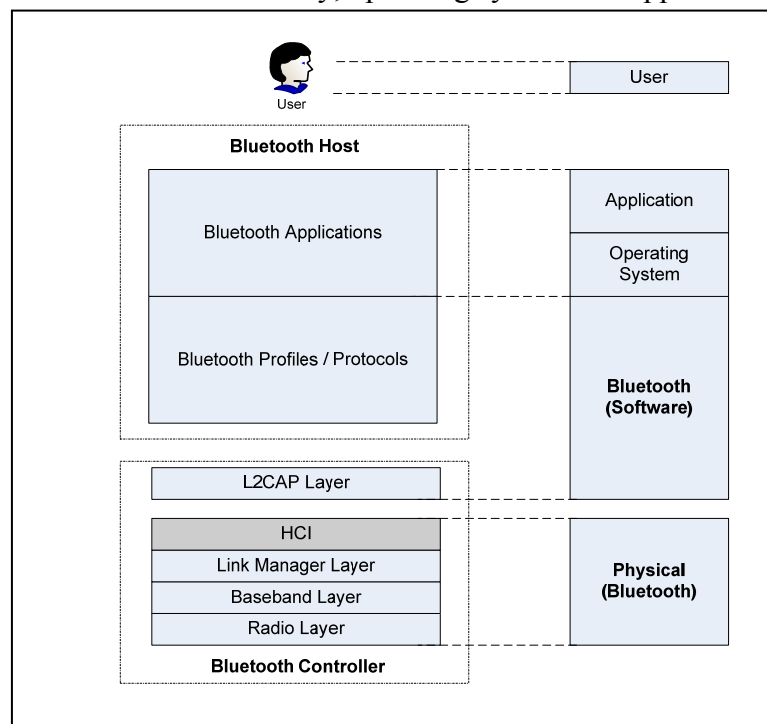 User
User
Bluetooth Host
Bluetooth Applications
Application
Operating
System
Bluetooth Profiles / Protocols
Bluetooth
(Software)
L2CAP Layer
HCI
Link Manager Layer
Baseband Layer
Radio Layer
Physical
(Bluetooth)
Bluetooth Controller